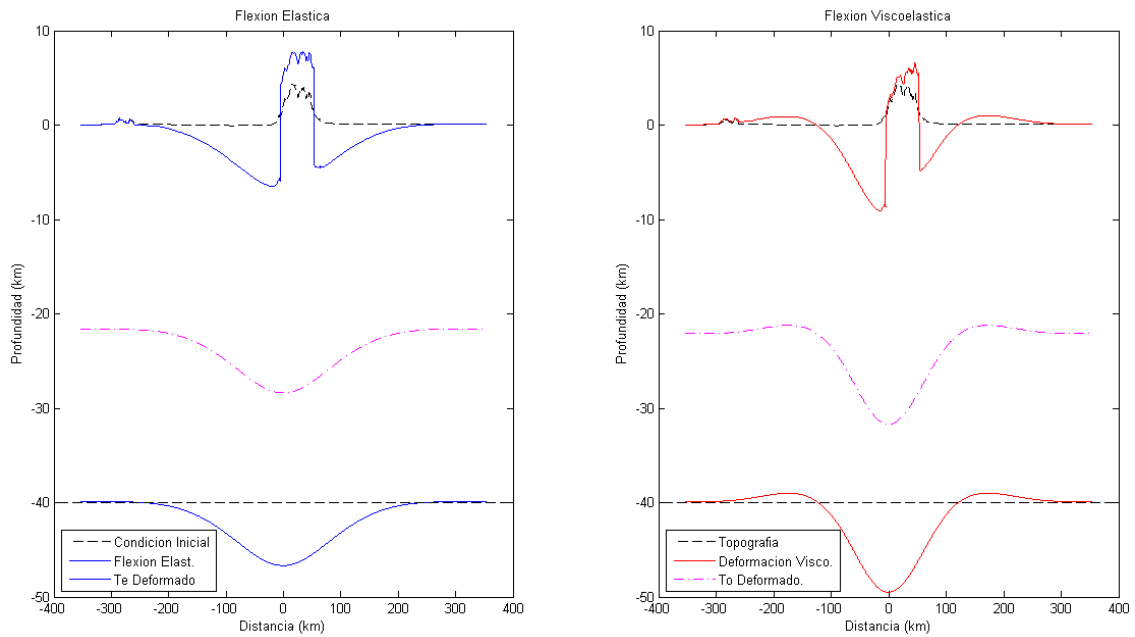 Flexion Elastica
10
0
-10
-20
-30
-40
-50
Profundidad (km)
Condicion Inicial
Flexion Elast.
Te Deformado
-400 -300 -200 -100 0 100 200 300 400
Distancia (km)
Flexion Viscoelastica
10
0
-10
-20
-30
-40
-50
Profundidad (km)
Topografia
Deformacion Visco.
To Deformado.
-400 -300 -200 -100 0 100 200 300 400
Distancia (km)